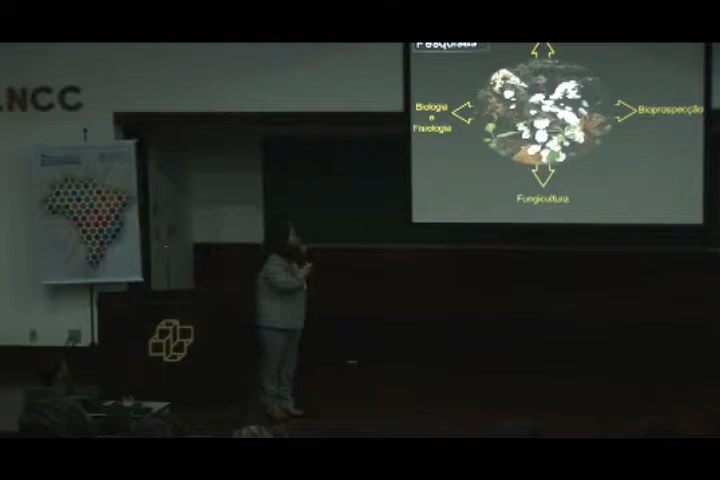 LNCC
Pesquisas
Biologia
e
Fisiologia
Bioprospecção
Fungicultura